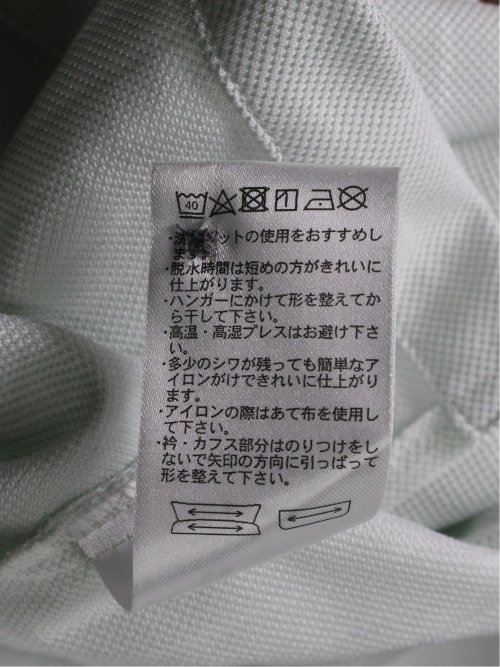 40
・洗濯ネットの使用をおすすめし
ます。
・脱水時間は短めの方がきれいに
仕上がります。
・ハンガーにかけて形を整えてか
ら干して下さい。
・高温・高湿プレスはお避け下さ
い。
・多少のシワが残っても簡単なア
イロンがけできれいに仕上がり
ます。
・アイロンの際はあて布を使用し
て下さい。
・衿・カフス部分はのりつけをし
ないで矢印の方向に引っぱって
形を整えて下さい。